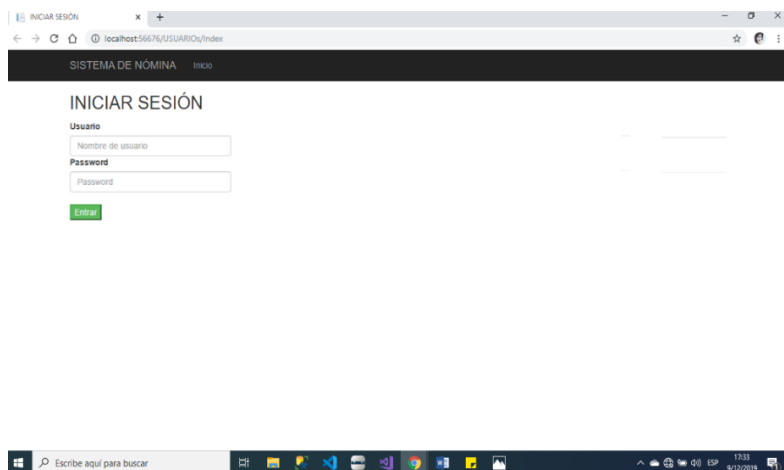 INICIAR SESIÓN
localhost:56676/USUARIOs/Index
SISTEMA DE NÓMINA Inicio
INICIAR SESIÓN
Usuario
Nombre de usuario
Password
Password
Entrar
Escribe aquí para buscar
ESP
17:33
9/12/2019